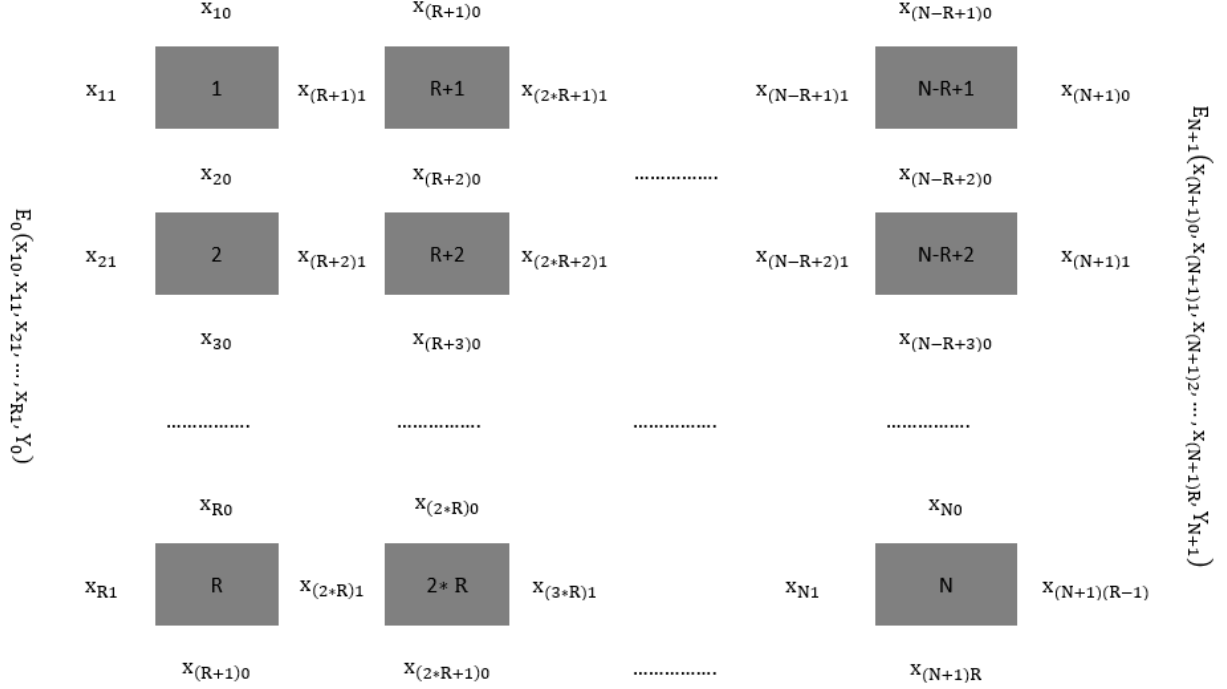 x₁₀ x₍R₊₁₎₀ x₍N₋R₊₁₎₀
x₁₁ 1 x₍R₊₁₎₁ R+1 x₍₂*R₊₁₎₁ x₍N₋R₊₁₎₁ N-R+1 x₍N₊₁₎₀
x₂₀ x₍R₊₂₎₀ ................ x₍N₋R₊₂₎₀
x₂₁ 2 x₍R₊₂₎₁ R+2 x₍₂*R₊₂₎₁ x₍N₋R₊₂₎₁ N-R+2 x₍N₊₁₎₁
x₃₀ x₍R₊₃₎₀ x₍N₋R₊₃₎₀
................ ................ ................ ................
xR₀ x₍₂*R₎₀ xN₀
xR₁ R x₍₂*R₎₁ 2* R x₍₃*R₎₁ xN₁ N x₍N₊₁₎₍R₋₁₎
x₍R₊₁₎₀ x₍₂*R₊₁₎₀ ................ x₍N₊₁₎R
E₀(x₁₀, x₁₁, x₂₁, ... , xR₁, Y₀)
EN₊₁(x₍N₊₁₎₀, x₍N₊₁₎₁, x₍N₊₁₎₂, ... , x₍N₊₁₎R, YN₊₁)